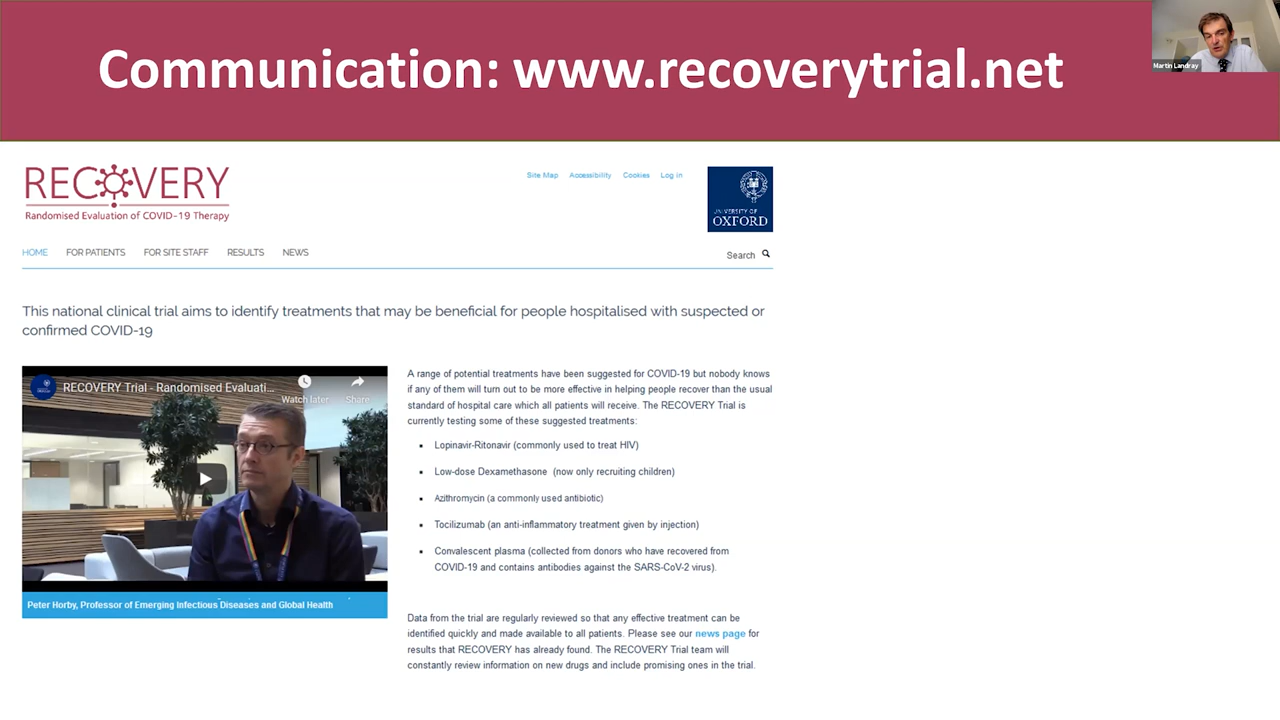 Communication: www.recoverytrial.net
Martin Landray
RECOVERY
Randomised Evaluation of COVID-19 Therapy
Site Map Accessibility Cookies Log in
UNIVERSITY OF
OXFORD
HOME FOR PATIENTS FOR SITE STAFF RESULTS NEWS
Search
This national clinical trial aims to identify treatments that may be beneficial for people hospitalised with suspected or
confirmed COVID-19
RECOVERY Trial - Randomised Evaluati...
Watch later Share
Peter Horby, Professor of Emerging Infectious Diseases and Global Health
A range of potential treatments have been suggested for COVID-19 but nobody knows
if any of them will turn out to be more effective in helping people recover than the usual
standard of hospital care which all patients will receive. The RECOVERY Trial is
currently testing some of these suggested treatments:
• Lopinavir-Ritonavir (commonly used to treat HIV)
• Low-dose Dexamethasone (now only recruiting children)
• Azithromycin (a commonly used antibiotic)
• Tocilizumab (an anti-inflammatory treatment given by injection)
• Convalescent plasma (collected from donors who have recovered from
COVID-19 and contains antibodies against the SARS-CoV-2 virus).
Data from the trial are regularly reviewed so that any effective treatment can be
identified quickly and made available to all patients. Please see our news page for
results that RECOVERY has already found. The RECOVERY Trial team will
constantly review information on new drugs and include promising ones in the trial.